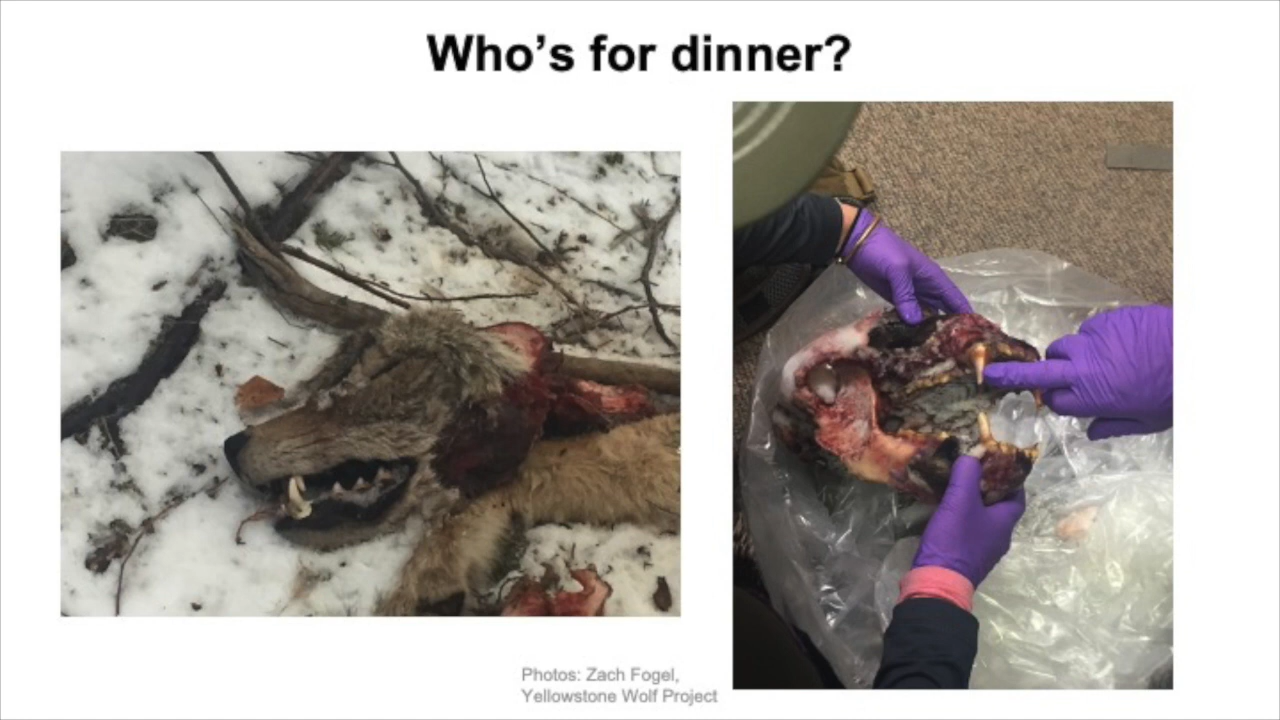 Who’s for dinner?
Photos: Zach Fogel,
Yellowstone Wolf Project